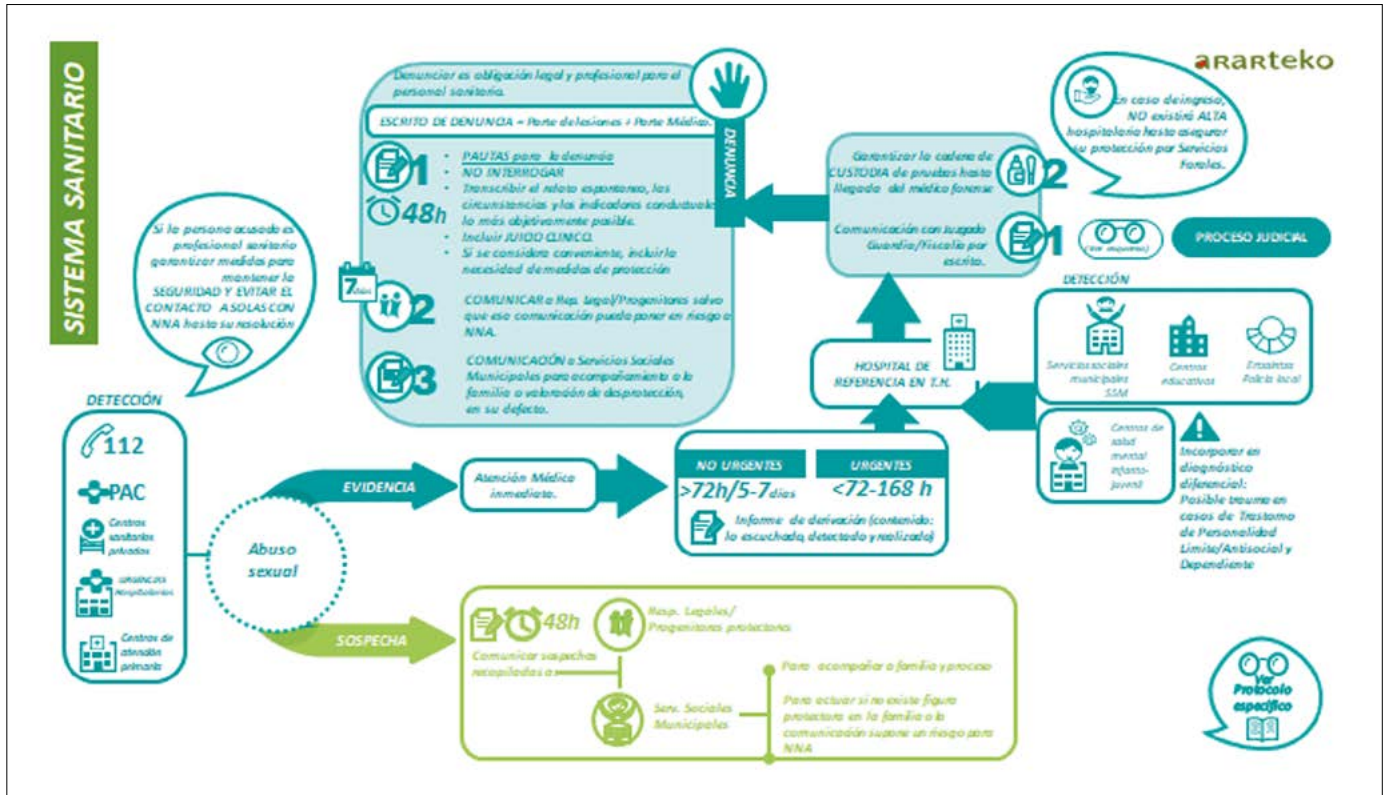 SISTEMA SANITARIO
ararteko
Denunciar es obligación legal y profesional para el
personal sanitario.
ESCRITO DE DENUNCIA = Parte de lesiones + Parte Médico.
DENUNCIA
1
48h
• PAUTAS para la denuncia
• NO INTERROGAR
• Transcribir el relato espontaneo, las
circunstancias y los indicadores conductuales
lo más objetivamente posible.
• Incluir JUICIO CLINICO.
• Si se considera conveniente, incluir la
necesidad de medidas de protección
7 días
2
COMUNICAR a Rep. Legal/Progenitores salvo
que esa comunicación pueda poner en riesgo a
NNA.
3
COMUNICACIÓN a Servicios Sociales
Municipales para acompañamiento a la
familia o valoración de desprotección,
en su defecto.
Si la persona acusada es
profesional sanitario
garantizar medidas para
mantener la
SEGURIDAD Y EVITAR EL
CONTACTO A SOLAS CON
NNA hasta su resolución
En caso de ingreso,
NO existirá ALTA
hospitalaria hasta asegurar
su protección por Servicios
Forales.
Garantizar la cadena de
CUSTODIA de pruebas hasta
llegada del médico forense
2
Comunicación con Juzgado
Guardia/Fiscalía por
escrito.
1
(Ver esquema)
PROCESO JUDICIAL
DETECCIÓN
Servicios sociales
municipales
SSM
Centros
educativos
Ertzaintza
Policía local
HOSPITAL DE
REFERENCIA EN T.H.
Centros de
salud
mental
infanto-
juvenil
Incorporar en
diagnóstico
diferencial:
Posible trauma en
casos de Trastorno
de Personalidad
Limite/Antisocial y
Dependiente
DETECCIÓN
112
PAC
Centros
sanitarios
privados
URGENCIAS
Hospitalarias
Centros de
atención
primaria
Abuso
sexual
EVIDENCIA
Atención Médica
inmediata.
NO URGENTES
>72h/5-7 días
URGENTES
<72-168 h
Informe de derivación (contenido:
lo escuchado, detectado y realizado)
SOSPECHA
48h
Comunicar sospechas
recopiladas a:
Resp. Legales/
Progenitores protectores
Serv. Sociales
Municipales
Para acompañar a familia y proceso
Para actuar si no existe figura
protectora en la familia o la
comunicación supone un riesgo para
NNA
Ver
Protocolo
específico